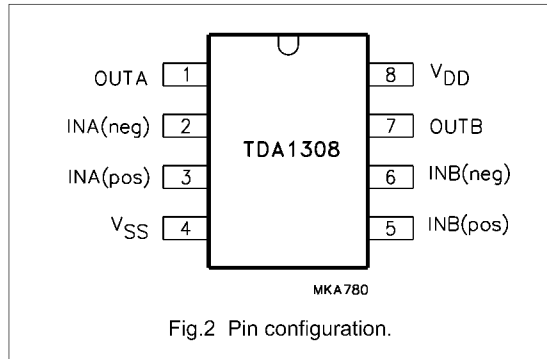 OUTA 1 8 VDD
INA(neg) 2 7 OUTB
TDA1308
INA(pos) 3 6 INB(neg)
VSS 4 5 INB(pos)
MKA780
Fig.2 Pin configuration.